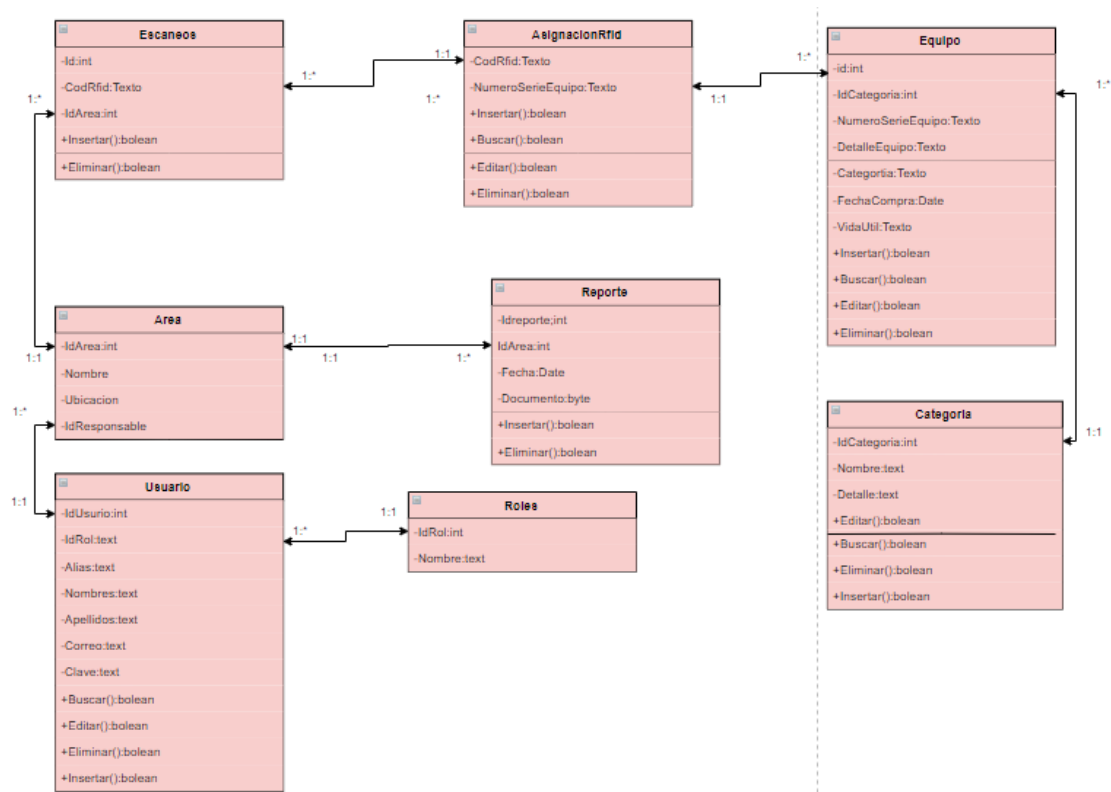 Escaneos
-Id:int
-CodRfid:Texto
-IdArea:int
+Insertar():bolean
+Eliminar():bolean
1:*
1:*
1:1
AsignacionRfid
-CodRfid:Texto
-NumeroSerieEquipo:Texto
+Insertar():bolean
+Buscar():bolean
+Editar():bolean
+Eliminar():bolean
1:*
1:1
1:*
Equipo
-id:int
-IdCategoria:int
-NumeroSerieEquipo:Texto
-DetalleEquipo:Texto
-Categortia:Texto
-FechaCompra:Date
-VidaUtil:Texto
+Insertar():bolean
+Buscar():bolean
+Editar():bolean
+Eliminar():bolean
1:*
1:1
Area
-IdArea:int
-Nombre
-Ubicacion
-IdResponsable
1:1
1:*
1:1
1:1
1:*
Reporte
-Idreporte;int
IdArea:int
-Fecha:Date
-Documento:byte
+Insertar():bolean
+Eliminar():bolean
Categoria
-IdCategoria:int
-Nombre:text
-Detalle:text
+Editar():bolean
+Buscar():bolean
+Eliminar():bolean
+Insertar():bolean
Usuario
-IdUsurio:int
-IdRol:text
-Alias:text
-Nombres:text
-Apellidos:text
-Correo:text
-Clave:text
+Buscar():bolean
+Editar():bolean
+Eliminar():bolean
+Insertar():bolean
1:1
1:*
1:1
Roles
-IdRol:int
-Nombre:text